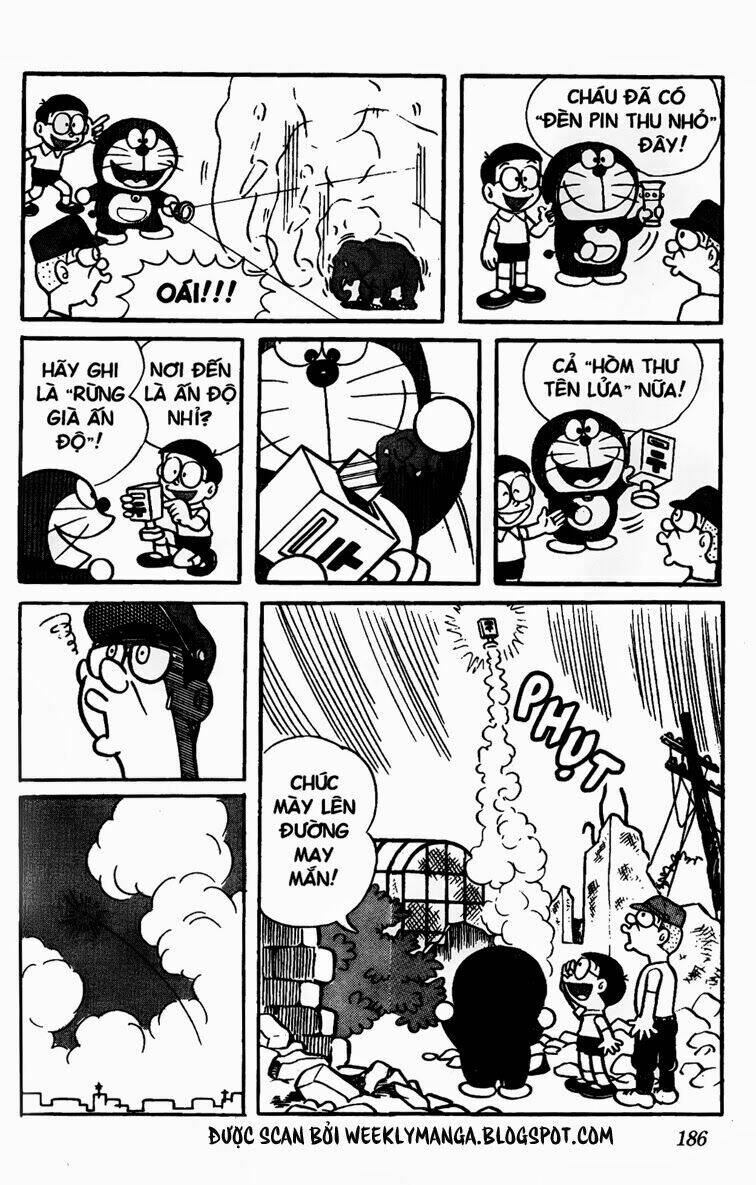 CHÁU ĐÃ CÓ
“ĐÈN PIN THU NHỎ”
ĐÂY!
OÁI!!!
CẢ “HÒM THƯ
TÊN LỬA” NỮA!
NƠI ĐẾN
LÀ ẤN ĐỘ
NHỈ?
HÃY GHI
LÀ “RỪNG
GIÀ ẤN
ĐỘ”!
PHỤT
CHÚC
MÀY LÊN
ĐƯỜNG
MAY
MẮN!
ĐƯỢC SCAN BỞI WEEKLYMANGA.BLOGSPOT.COM
186